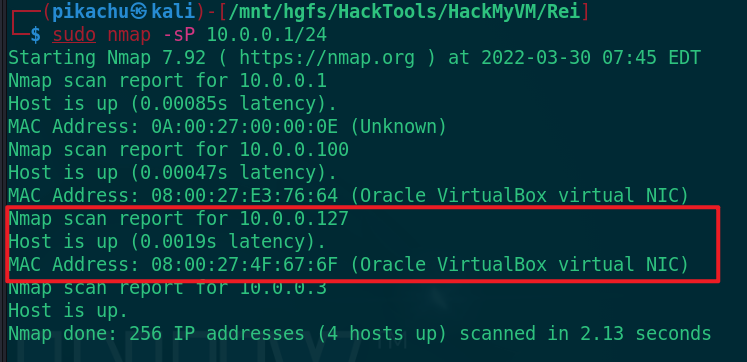 (pikachu㉿kali)-[/mnt/hgfs/HackTools/HackMyVM/Rei]
$ sudo nmap -sP 10.0.0.1/24
Starting Nmap 7.92 ( https://nmap.org ) at 2022-03-30 07:45 EDT
Nmap scan report for 10.0.0.1
Host is up (0.00085s latency).
MAC Address: 0A:00:27:00:00:0E (Unknown)
Nmap scan report for 10.0.0.100
Host is up (0.00047s latency).
MAC Address: 08:00:27:E3:76:64 (Oracle VirtualBox virtual NIC)
Nmap scan report for 10.0.0.127
Host is up (0.0019s latency).
MAC Address: 08:00:27:4F:67:6F (Oracle VirtualBox virtual NIC)
Nmap scan report for 10.0.0.3
Host is up.
Nmap done: 256 IP addresses (4 hosts up) scanned in 2.13 seconds